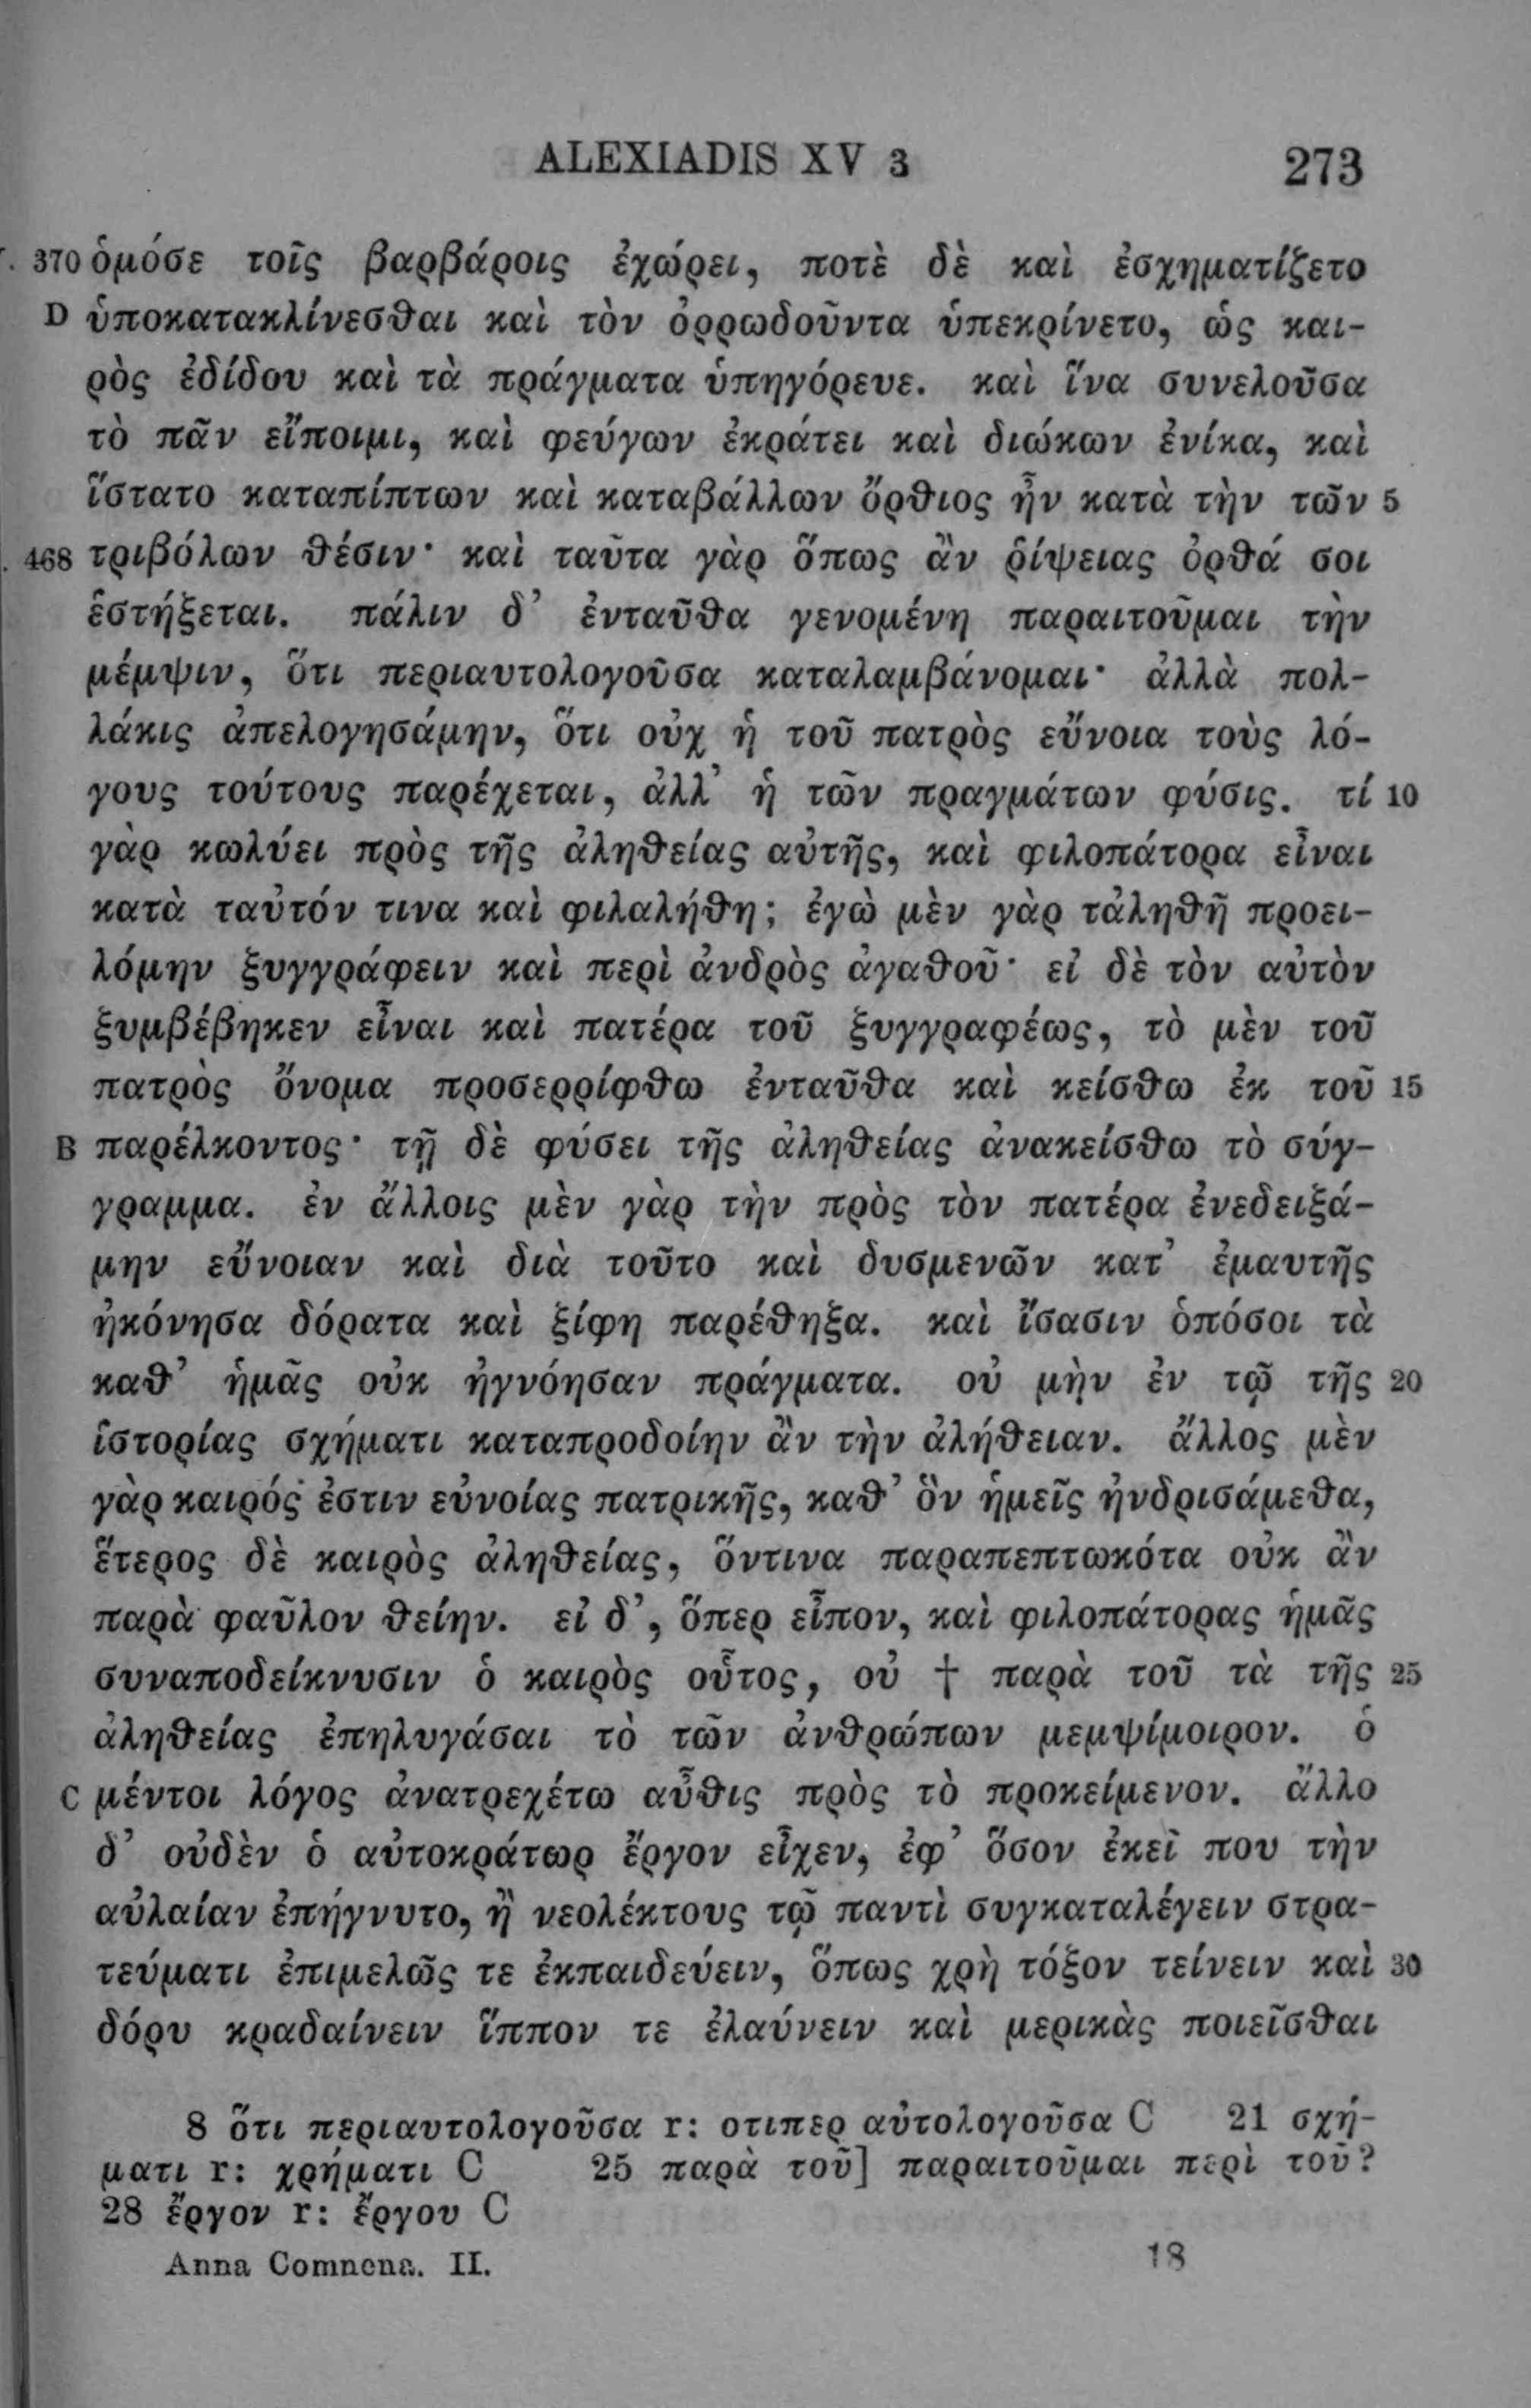 ALEXIADIS XV 3 273
370 ὁμόσε τοῖς βαρβάροις ἐχώρει, ποτὲ δὲ καὶ ἐσχηματίζετο
D ὑποκατακλίνεσθαι καὶ τὸν ὀρρωδοῦντα ὑπεκρίνετο, ὡς και-
ρὸς ἐδίδου καὶ τὰ πράγματα ὑπηγόρευε. καὶ ἵνα συνελοῦσα
τὸ πᾶν εἴποιμι, καὶ φεύγων ἐκράτει καὶ διώκων ἐνίκα, καὶ
ἵστατο καταπίπτων καὶ καταβάλλων ὄρθιος ἦν κατὰ τὴν τῶν 5
468 τριβόλων θέσιν· καὶ ταῦτα γὰρ ὅπως ἂν ῥίψειας ὀρθά σοι
ἑστήξεται. πάλιν δ’ ἐνταῦθα γενομένη παραιτοῦμαι τὴν
μέμψιν, ὅτι περιαυτολογοῦσα καταλαμβάνομαι· ἀλλὰ πολ-
λάκις ἀπελογησάμην, ὅτι οὐχ ἡ τοῦ πατρὸς εὔνοια τοὺς λό-
γους τούτους παρέχεται, ἀλλ’ ἡ τῶν πραγμάτων φύσις. τί 10
γὰρ κωλύει πρὸς τῆς ἀληθείας αὐτῆς, καὶ φιλοπάτορα εἶναι
κατὰ ταὐτόν τινα καὶ φιλαλήθη; ἐγὼ μὲν γὰρ τἀληθῆ προει-
λόμην ξυγγράφειν καὶ περὶ ἀνδρὸς ἀγαθοῦ· εἰ δὲ τὸν αὐτὸν
ξυμβέβηκεν εἶναι καὶ πατέρα τοῦ ξυγγραφέως, τὸ μὲν τοῦ
πατρὸς ὄνομα προσερρίφθω ἐνταῦθα καὶ κείσθω ἐκ τοῦ 15
B παρέλκοντος· τῇ δὲ φύσει τῆς ἀληθείας ἀνακείσθω τὸ σύγ-
γραμμα. ἐν ἄλλοις μὲν γὰρ τὴν πρὸς τὸν πατέρα ἐνεδειξά-
μην εὔνοιαν καὶ διὰ τοῦτο καὶ δυσμενῶν κατ’ ἐμαυτῆς
ἠκόνησα δόρατα καὶ ξίφη παρέθηξα. καὶ ἴσασιν ὁπόσοι τὰ
καθ’ ἡμᾶς οὐκ ἠγνόησαν πράγματα. οὐ μὴν ἐν τῷ τῆς 20
ἱστορίας σχήματι καταπροδοίην ἂν τὴν ἀλήθειαν. ἄλλος μὲν
γὰρ καιρός ἐστιν εὐνοίας πατρικῆς, καθ’ ὃν ἡμεῖς ἠνδρισάμεθα,
ἕτερος δὲ καιρὸς ἀληθείας, ὅντινα παραπεπτωκότα οὐκ ἂν
παρὰ φαῦλον θείην. εἰ δ’, ὅπερ εἶπον, καὶ φιλοπάτορας ἡμᾶς
συναποδείκνυσιν ὁ καιρὸς οὗτος, οὐ † παρὰ τοῦ τὰ τῆς 25
ἀληθείας ἐπηλυγάσαι τὸ τῶν ἀνθρώπων μεμψίμοιρον. ὁ
C μέντοι λόγος ἀνατρεχέτω αὖθις πρὸς τὸ προκείμενον. ἄλλο
δ’ οὐδὲν ὁ αὐτοκράτωρ ἔργον εἶχεν, ἐφ’ ὅσον ἐκεῖ που τὴν
αὐλαίαν ἐπήγνυτο, ἢ νεολέκτους τῷ παντὶ συγκαταλέγειν στρα-
τεύματι ἐπιμελῶς τε ἐκπαιδεύειν, ὅπως χρὴ τόξον τείνειν καὶ 30
δόρυ κραδαίνειν ἵππον τε ἐλαύνειν καὶ μερικὰς ποιεῖσθαι
8 ὅτι περιαυτολογοῦσα r: οτιπερ αὐτολογοῦσα C 21 σχή-
ματι r: χρήματι C 25 παρὰ τοῦ] παραιτοῦμαι περὶ τοῦ?
28 ἔργον r: ἔργου C
Anna Comnena. II. 18